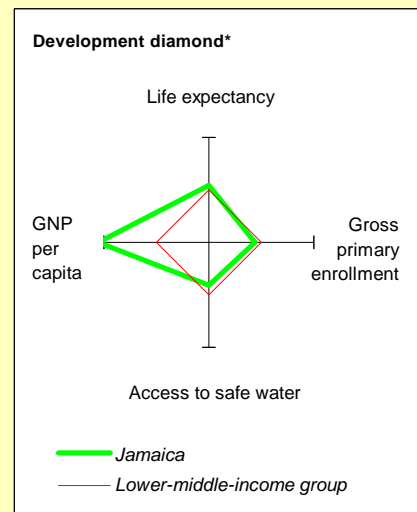 Development diamond*
Life expectancy
GNP
per
capita
Gross
primary
enrollment
Access to safe water
Jamaica
Lower-middle-income group